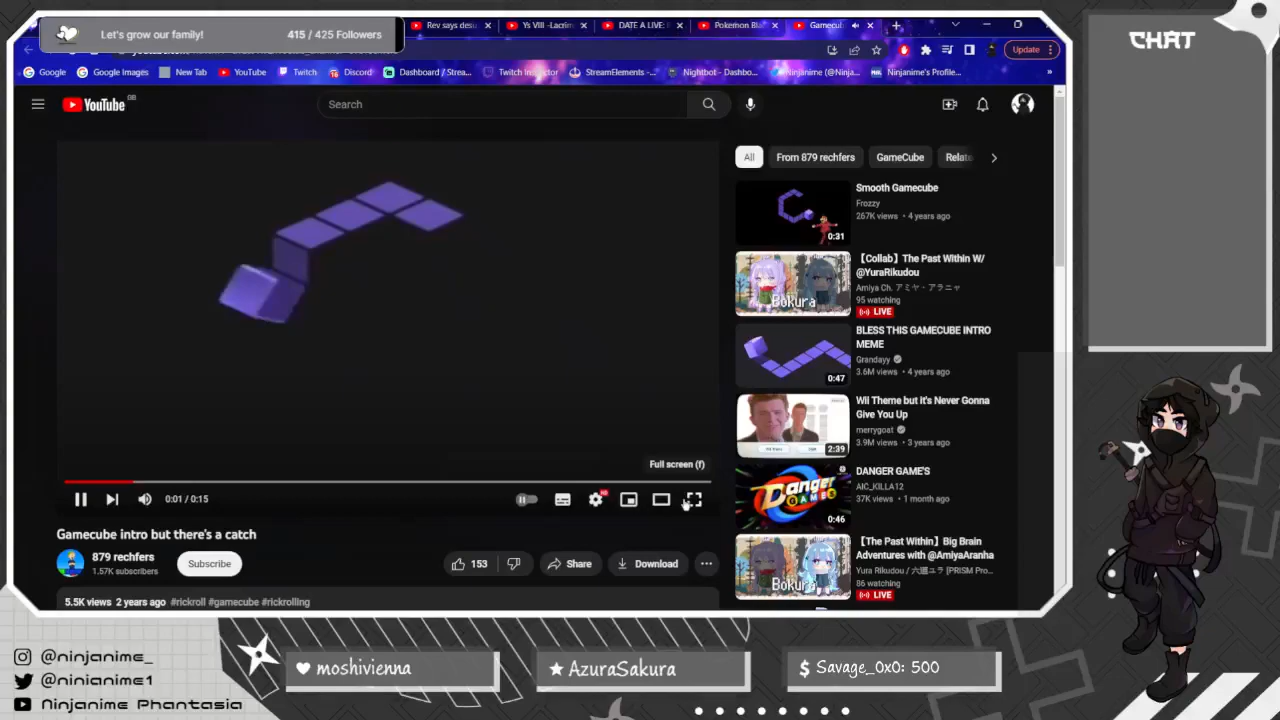 Let's grow our family!
415 / 425 Followers
Rev says desi
Ys VIII -Lacrim
DATE A LIVE:
Pokemon Bl
Gamecu
Update
Google
Google Images
New Tab
YouTube
Twitch
Discord
Dashboard / Strea...
Twitch Inspector
StreamElements -...
Nightbot - Dashbo...
Ninjanime (@Ninja...
Ninjanime's Profile...
»
YouTube GB
Search
All
From 879 rechfers
GameCube
Relate
Smooth Gamecube
Frozzy
267K views • 4 years ago
0:31
【Collab】The Past Within W/
@YuraRikudou
Amiya Ch. アミヤ・アラニャ
95 watching
LIVE
Bokura
BLESS THIS GAMECUBE INTRO
MEME
Grandayy
3.6M views • 4 years ago
0:47
Wii Theme but it's Never Gonna
Give You Up
merrygoat
3.9M views • 3 years ago
2:39
DANGER GAME'S
AIC_KILLA12
37K views • 1 month ago
Danger
GAMES
0:46
【The Past Within】Big Brain
Adventures with @AmiyaAranha
Yura Rikudou / 六道ユラ [PRISM Pro...
86 watching
LIVE
Bokura
Full screen (f)
0:01 / 0:15
Gamecube intro but there's a catch
879 rechfers
1.57K subscribers
Subscribe
153
Share
Download
5.5K views 2 years ago #rickroll #gamecube #rickrolling
CHAT
@ninjanime_
@ninjanime1
Ninjanime Phantasia
moshivienna
AzuraSakura
$ Savage_0x0: 500